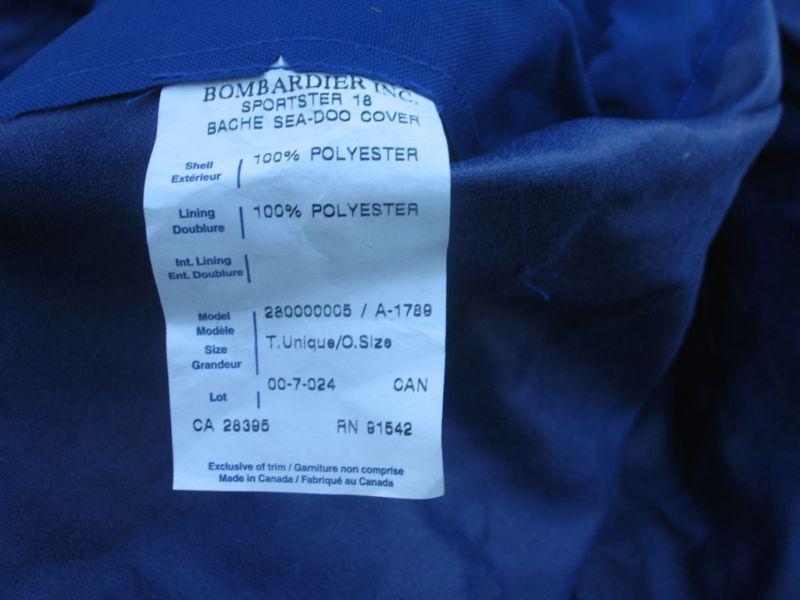 BOMBARDIER INC.
SPORTSTER 18
BACHE SEA-DOO COVER
Shell 100% POLYESTER
Extérieur
Lining 100% POLYESTER
Doublure
Int. Lining
Ent. Doublure
Model 280000005 / A-1789
Modèle
Size T.Unique/O.Size
Grandeur
Lot 00-7-024 CAN
CA 28395 RN 91542
Exclusive of trim / Garniture non comprise
Made in Canada / Fabriqué au Canada